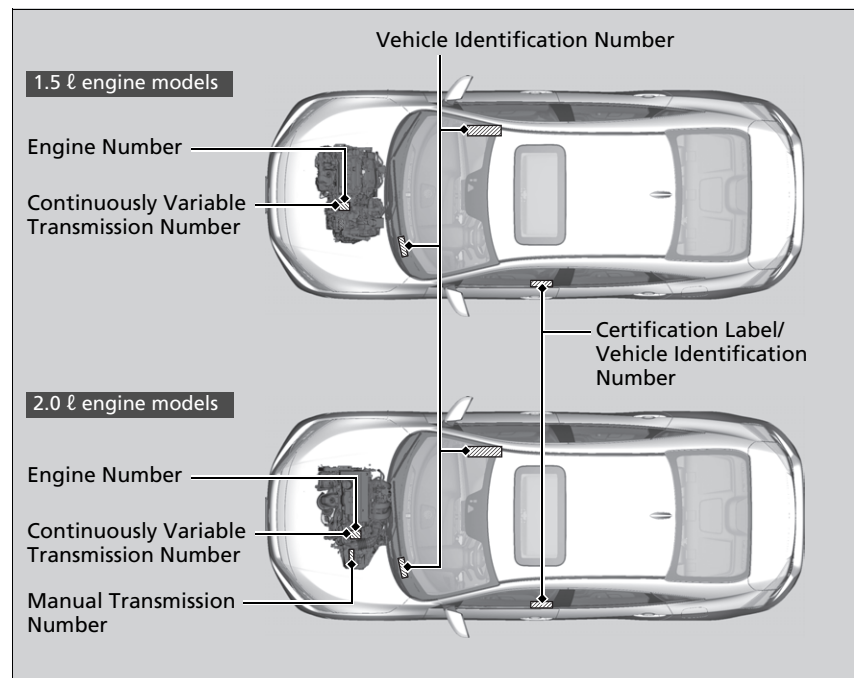 Vehicle Identification Number
1.5 ℓ engine models
Engine Number
Continuously Variable
Transmission Number
Certification Label/
Vehicle Identification
Number
2.0 ℓ engine models
Engine Number
Continuously Variable
Transmission Number
Manual Transmission
Number